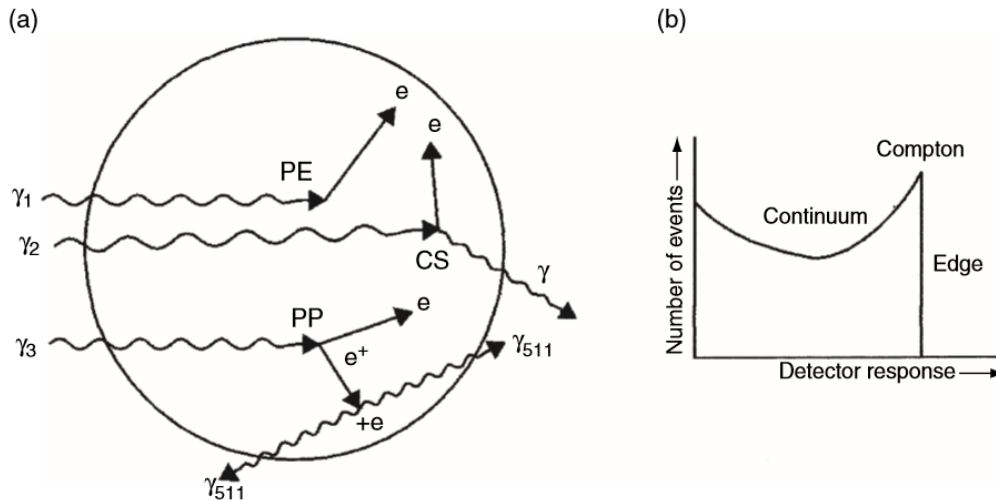 (a)
e
e
PE
γ1
γ2
CS
γ
e
PP
γ3
e+
γ511
+e
γ511
(b)
Compton
Continuum
Edge
Number of events
Detector response